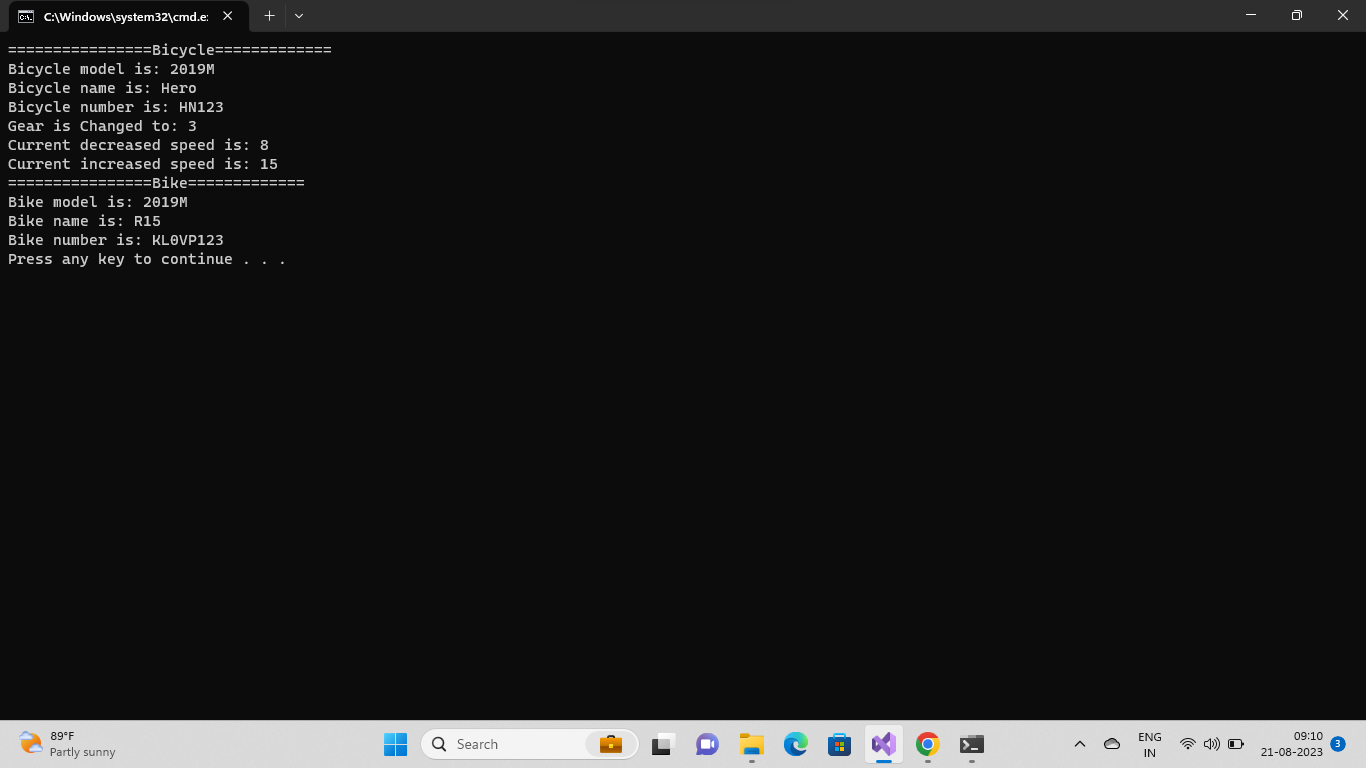 C:\Windows\system32\cmd.e:
================Bicycle=============
Bicycle model is: 2019M
Bicycle name is: Hero
Bicycle number is: HN123
Gear is Changed to: 3
Current decreased speed is: 8
Current increased speed is: 15
================Bike=============
Bike model is: 2019M
Bike name is: R15
Bike number is: KL0VP123
Press any key to continue . . .
89°F
Partly sunny
Search
ENG
IN
09:10
21-08-2023
3